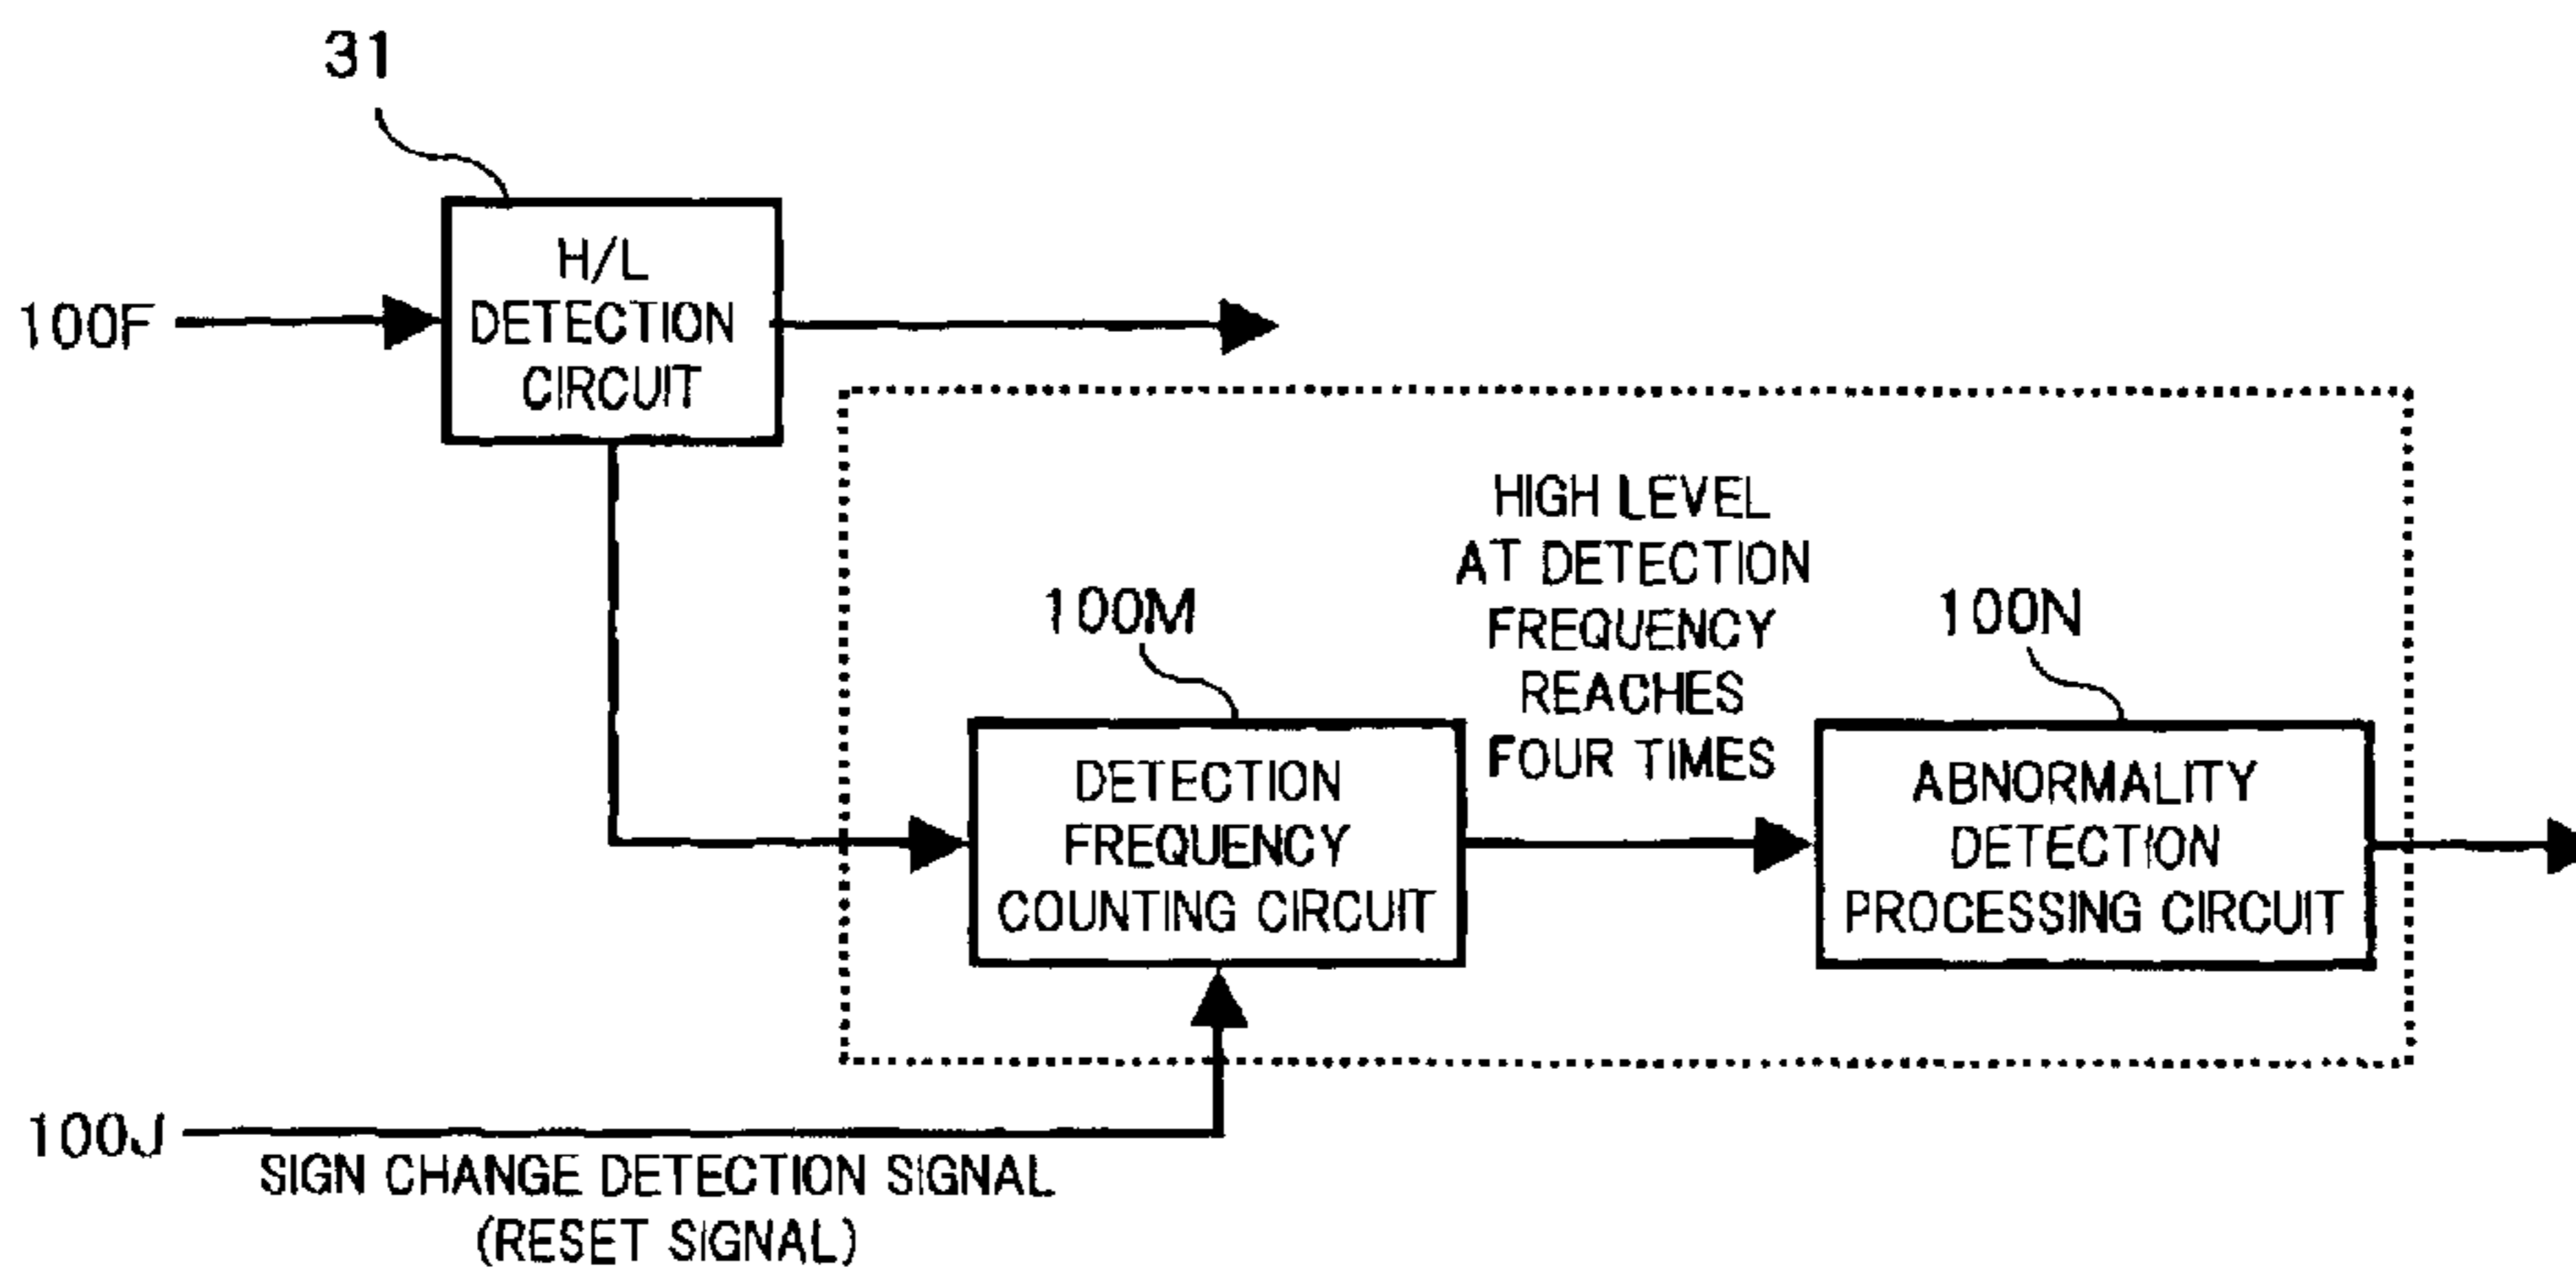 31
H/L
DETECTION
CIRCUIT
100F
HIGH LEVEL
AT DETECTION
FREQUENCY
REACHES
FOUR TIMES
100M
DETECTION
FREQUENCY
COUNTING CIRCUIT
100N
ABNORMALITY
DETECTION
PROCESSING CIRCUIT
100J
SIGN CHANGE DETECTION SIGNAL
(RESET SIGNAL)